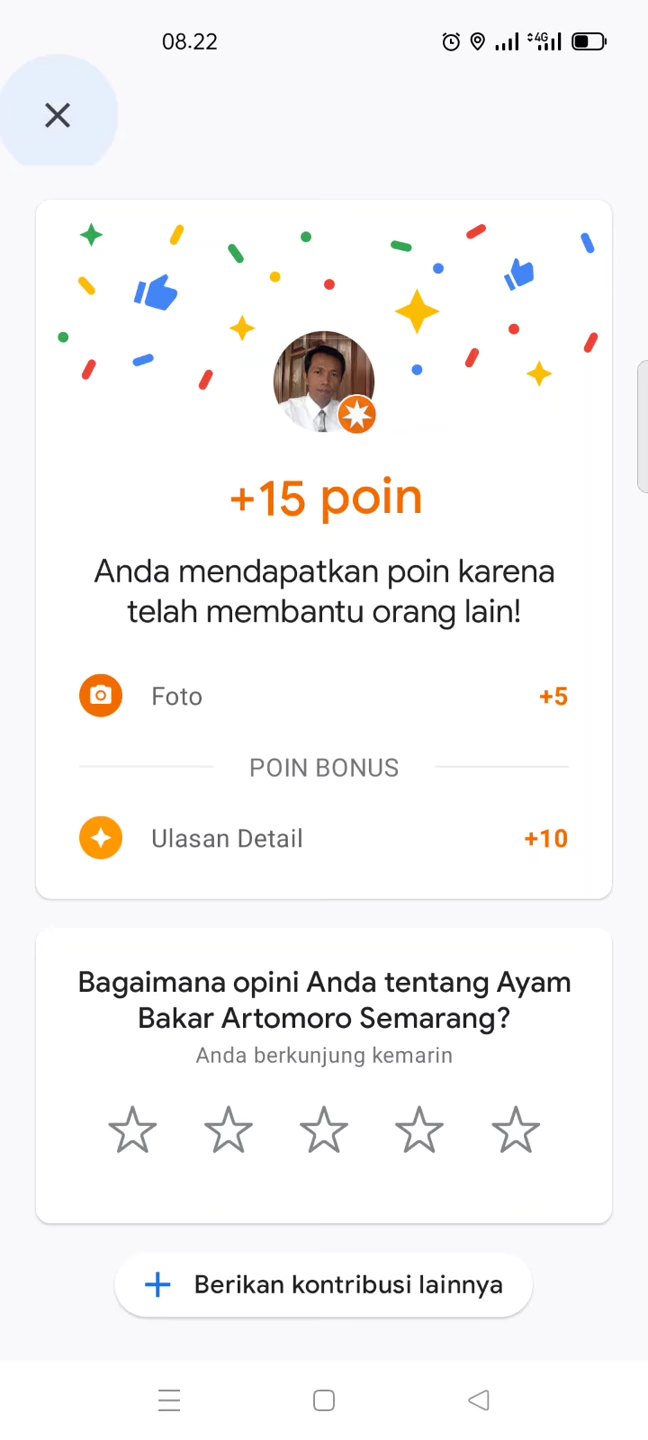 08.22
4G
+15 poin
Anda mendapatkan poin karena
telah membantu orang lain!
Foto +5
POIN BONUS
Ulasan Detail +10
Bagaimana opini Anda tentang Ayam
Bakar Artomoro Semarang?
Anda berkunjung kemarin
Berikan kontribusi lainnya